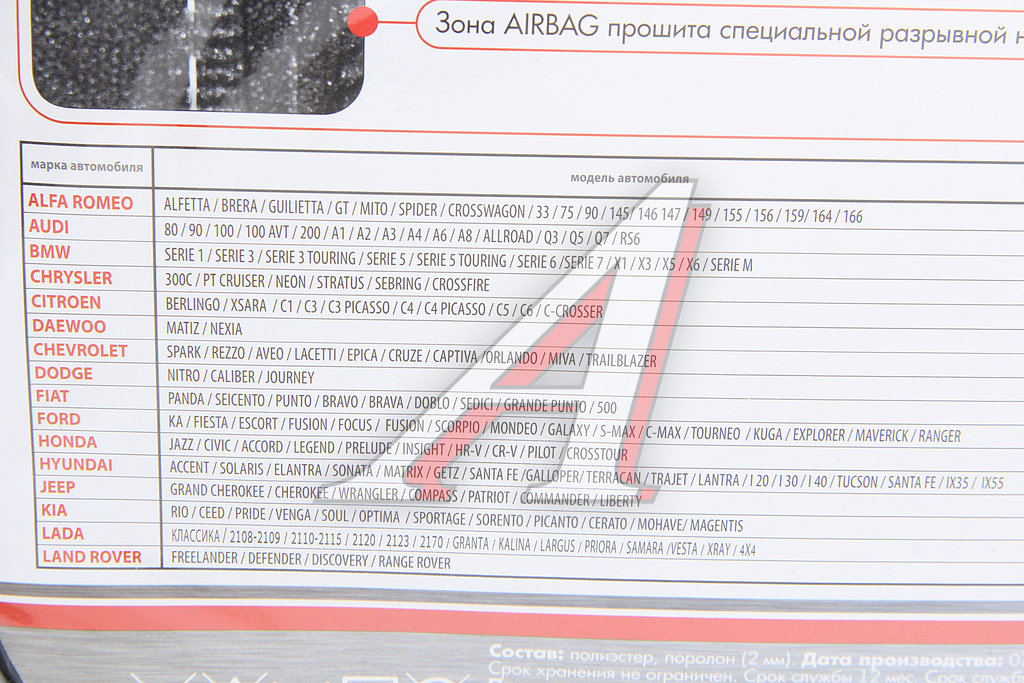 Зона AIRBAG прошита специальной разрывной
марка автомобиля модель автомобиля
ALFA ROMEO ALFETTA / BRERA / GUILIETTA / GT / MITO / SPIDER / CROSSWAGON / 33 / 75 / 90 / 145/ 146 147 / 149 / 155 / 156 / 159/ 164 / 166
AUDI 80 / 90 / 100 / 100 AVT / 200 / A1 / A2 / A3 / A4 / A6 / A8 / ALLROAD / Q3 / Q5 / Q7 / RS6
BMW SERIE 1 / SERIE 3 / SERIE 3 TOURING / SERIE 5 / SERIE 5 TOURING / SERIE 6 /SERIE 7 / X1 / X3 / X5 / X6 / SERIE M
CHRYSLER 300C / PT CRUISER / NEON / STRATUS / SEBRING / CROSSFIRE
CITROEN BERLINGO / XSARA / C1 / C3 / C3 PICASSO / C4 / C4 PICASSO / C5 / C6 / C-CROSSER
DAEWOO MATIZ / NEXIA
CHEVROLET SPARK / REZZO / AVEO / LACETTI / EPICA / CRUZE / CAPTIVA /ORLANDO / MIVA / TRAILBLAZER
DODGE NITRO / CALIBER / JOURNEY
FIAT PANDA / SEICENTO / PUNTO / BRAVO / BRAVA / DOBLO / SEDICI / GRANDE PUNTO / 500
FORD KA / FIESTA / ESCORT / FUSION / FOCUS / FUSION / SCORPIO / MONDEO / GALAXY / S-MAX / C-MAX / TOURNEO / KUGA / EXPLORER / MAVERICK / RANGER
HONDA JAZZ / CIVIC / ACCORD / LEGEND / PRELUDE / INSIGHT / HR-V / CR-V / PILOT / CROSSTOUR
HYUNDAI ACCENT / SOLARIS / ELANTRA / SONATA / MATRIX / GETZ / SANTA FE /GALLOPER/ TERRACAN / TRAJET / LANTRA / I 20 / I 30 / I 40 / TUCSON / SANTA FE / IX35 / IX55
JEEP GRAND CHEROKEE / CHEROKEE / WRANGLER / COMPASS / PATRIOT / COMMANDER / LIBERTY
KIA RIO / CEED / PRIDE / VENGA / SOUL / OPTIMA / SPORTAGE / SORENTO / PICANTO / CERATO / MOHAVE/ MAGENTIS
LADA КЛАССИКА / 2108-2109 / 2110-2115 / 2120 / 2123 / 2170 / GRANTA / KALINA / LARGUS / PRIORA / SAMARA /VESTA / XRAY / 4X4
LAND ROVER FREELANDER / DEFENDER / DISCOVERY / RANGE ROVER
Состав: полиэстер, поролон (2 мм). Дата производства:
Срок хранения не ограничен. Срок службы 12 мес. Срок